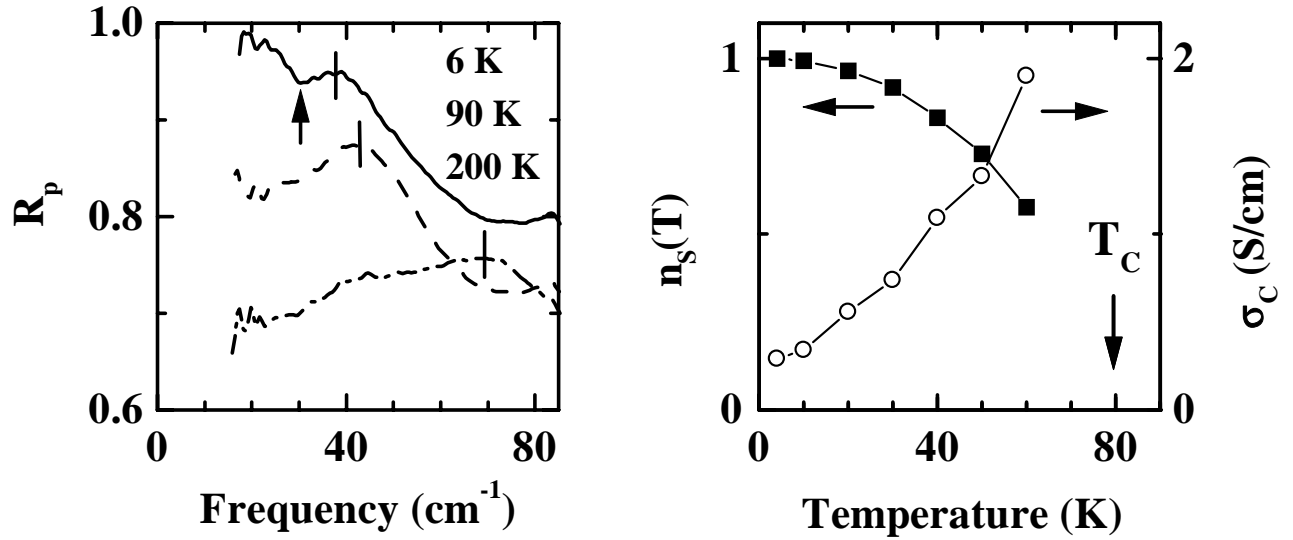 1.0
0.8
0.6
R_p
6 K
90 K
200 K
0
40
80
Frequency (cm⁻¹)
1
0
n_S(T)
T_C
2
0
σ_C (S/cm)
0
40
80
Temperature (K)